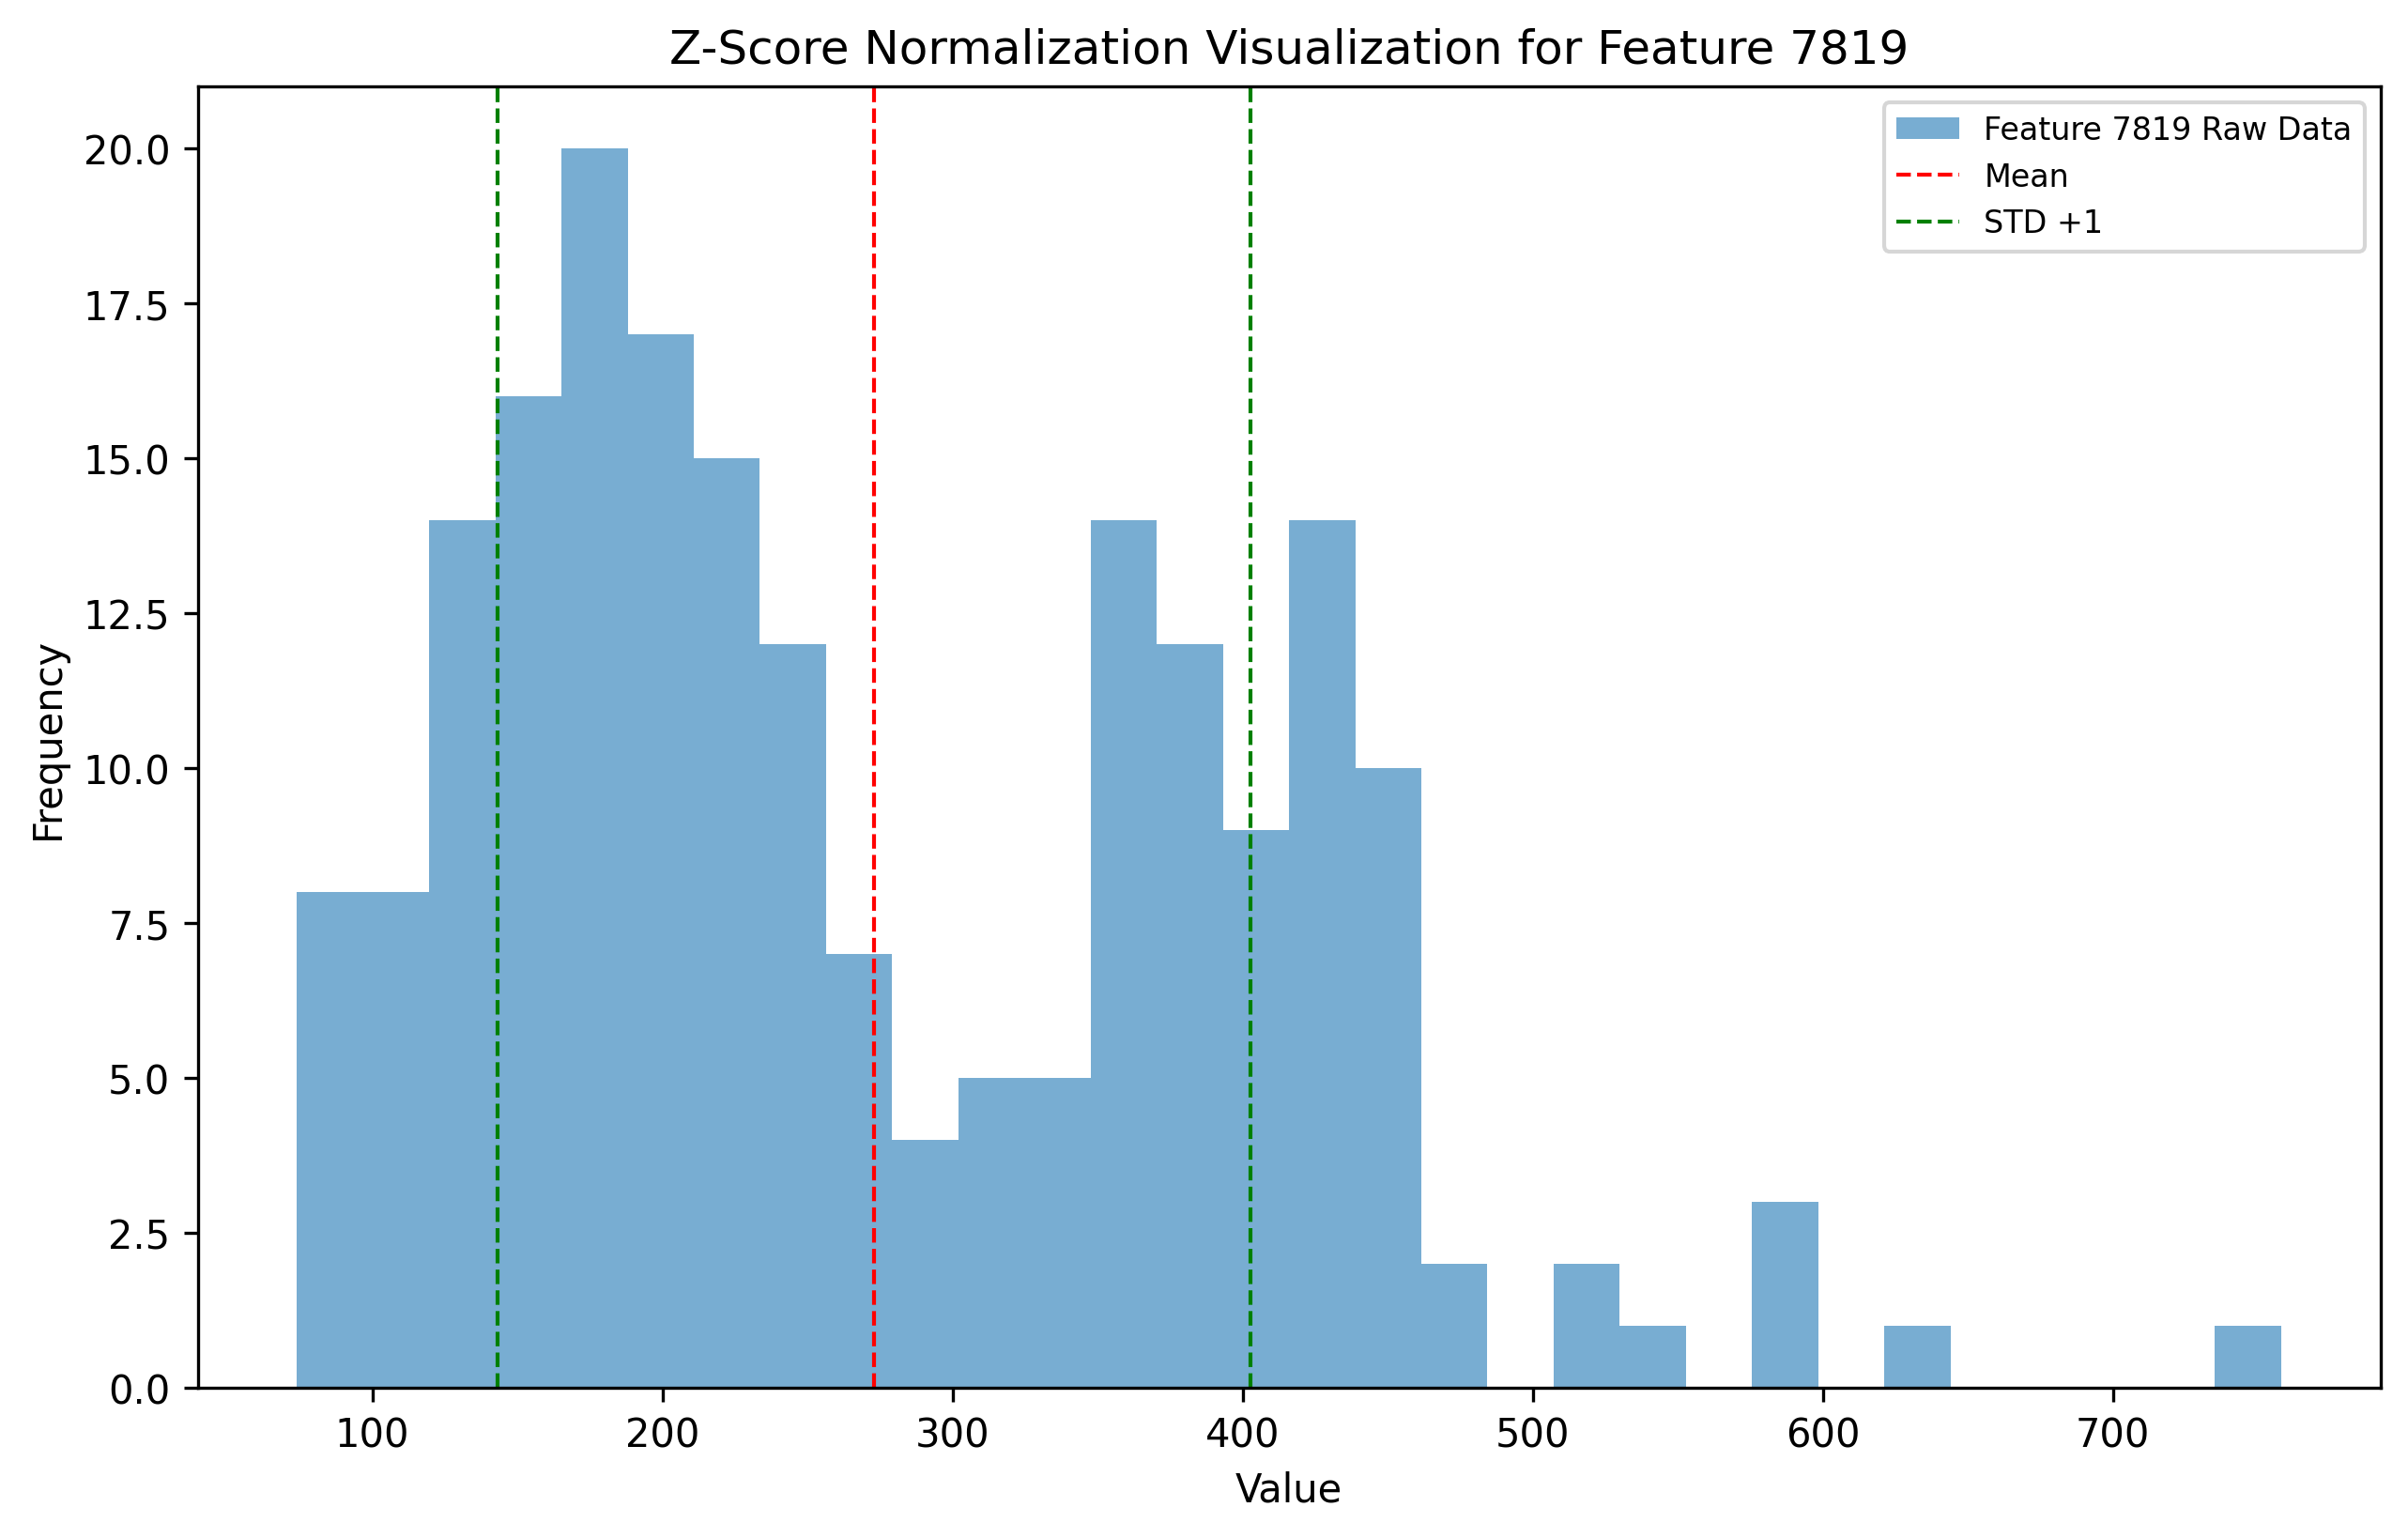 Z-Score Normalization Visualization for Feature 7819
Feature 7819 Raw Data
Mean
STD +1
20.0
17.5
15.0
12.5
10.0
7.5
5.0
2.5
0.0
Frequency
100 200 300 400 500 600 700
Value